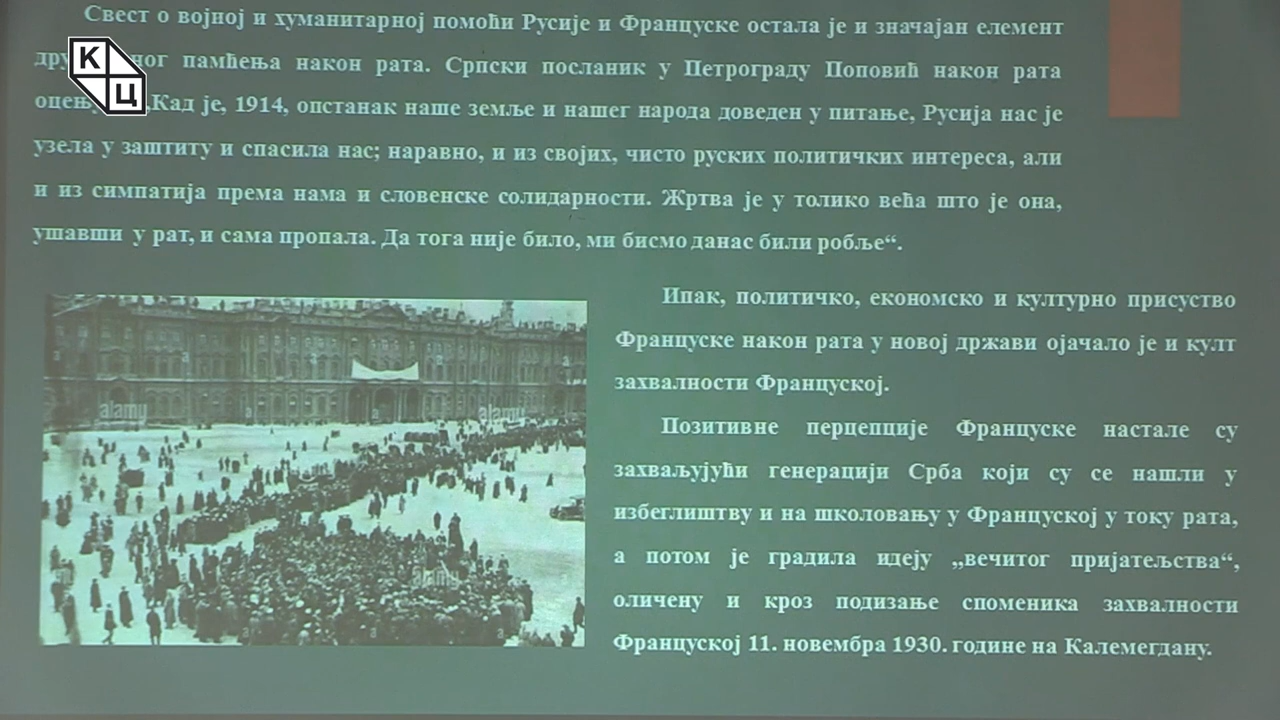 Свест о војној и хуманитарној помоћи Русије и Француске остала је и значајан елемент
памћења након рата. Српски посланик у Петрограду Поповић након рата
„Кад је, 1914, опстанак наше земље и нашег народа доведен у питање, Русија нас је
узела у заштиту и спасила нас; наравно, и из својих, чисто руских политичких интереса, али
и из симпатија према нама и словенске солидарности. Жртва је у толико већа што је она,
ушавши у рат, и сама пропала. Да тога није било, ми бисмо данас били робље“.
КЦ
Ипак, политичко, економско и културно присуство
Француске након рата у новој држави ојачало је и култ
захвалности Француској.
Позитивне перцепције Француске настале су
захваљујући генерацији Срба који су се нашли у
избеглиштву и на школовању у Француској у току рата,
а потом је градила идеју „вечитог пријатељства“,
оличену и кроз подизање споменика захвалности
Француској 11. новембра 1930. године на Калемегдану.
alamy
alamy
alamy